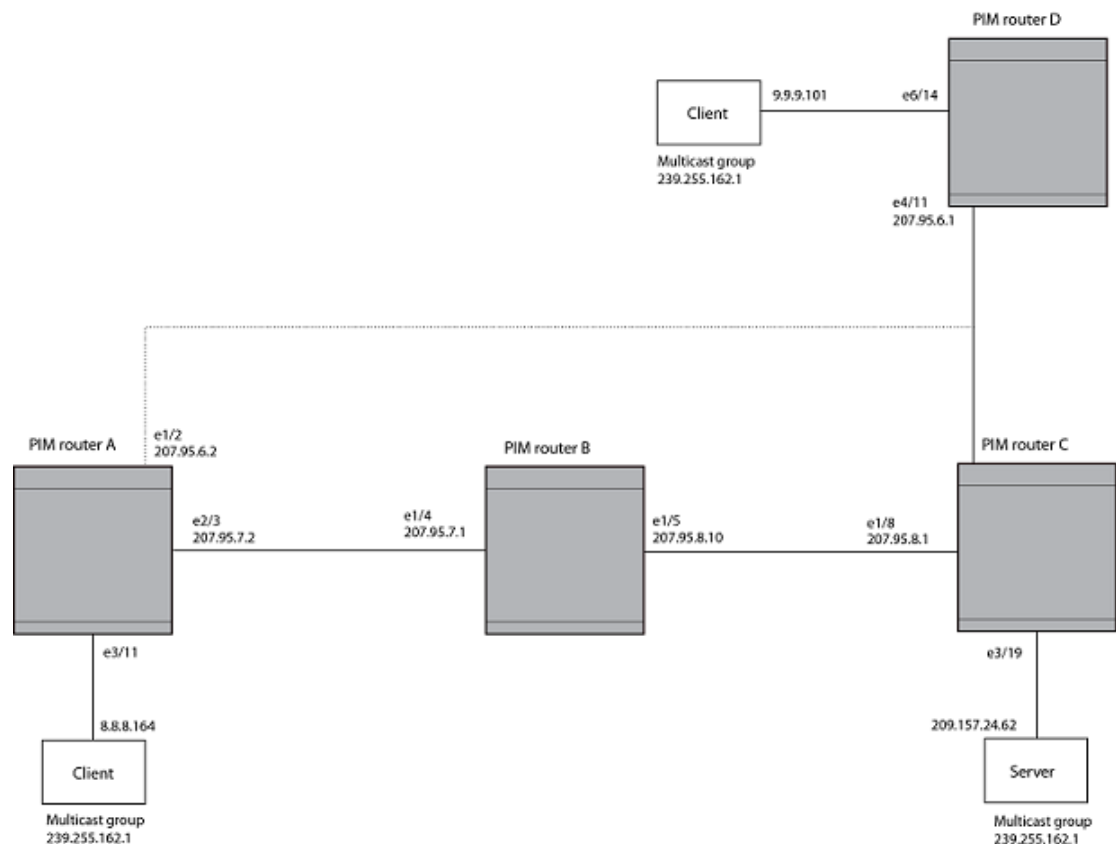 PIM router D
9.9.9.101
e6/14
Client
Multicast group
239.255.162.1
e4/11
207.95.6.1
PIM router A
e1/2
207.95.6.2
PIM router B
PIM router C
e2/3
207.95.7.2
e1/4
207.95.7.1
e1/5
207.95.8.10
e1/8
207.95.8.1
e3/11
e3/19
8.8.8.164
209.157.24.62
Client
Server
Multicast group
239.255.162.1
Multicast group
239.255.162.1